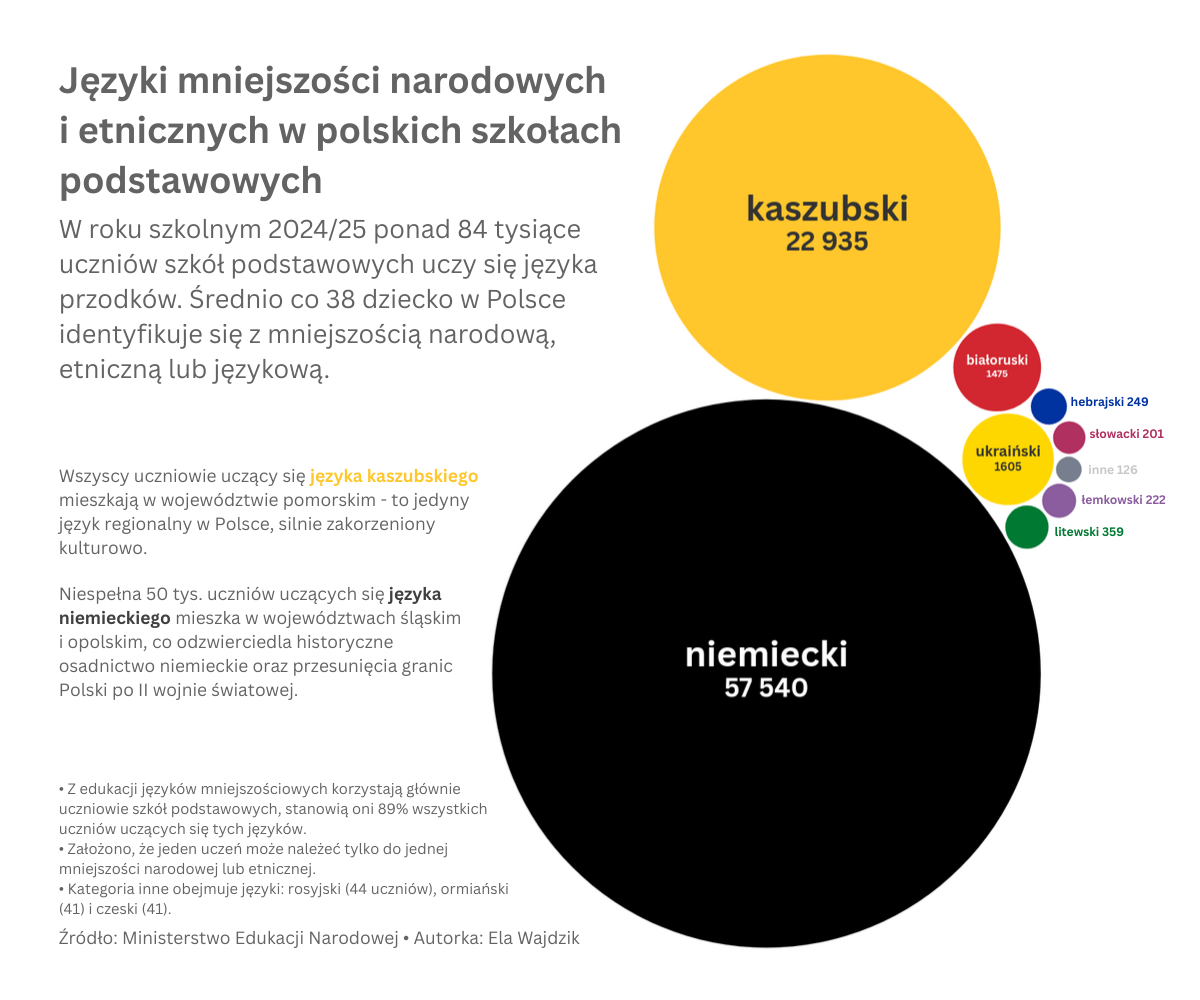 Języki mniejszości narodowych
i etnicznych w polskich szkołach
podstawowych
W roku szkolnym 2024/25 ponad 84 tysiące
uczniów szkół podstawowych uczy się języka
przodków. Średnio co 38 dziecko w Polsce
identyfikuje się z mniejszością narodową,
etniczną lub językową.
Wszyscy uczniowie uczący się języka kaszubskiego
mieszkają w województwie pomorskim - to jedyny
język regionalny w Polsce, silnie zakorzeniony
kulturowo.
Niespełna 50 tys. uczniów uczących się języka
niemieckiego mieszka w województwach śląskim
i opolskim, co odzwierciedla historyczne
osadnictwo niemieckie oraz przesunięcia granic
Polski po II wojnie światowej.
• Z edukacji języków mniejszościowych korzystają głównie
uczniowie szkół podstawowych, stanowią oni 89% wszystkich
uczniów uczących się tych języków.
• Założono, że jeden uczeń może należeć tylko do jednej
mniejszości narodowej lub etnicznej.
• Kategoria inne obejmuje języki: rosyjski (44 uczniów), ormiański
(41) i czeski (41).
Źródło: Ministerstwo Edukacji Narodowej • Autorka: Ela Wajdzik
kaszubski
22 935
białoruski
1475
hebrajski 249
słowacki 201
ukraiński
1605
inne 126
łemkowski 222
litewski 359
niemiecki
57 540